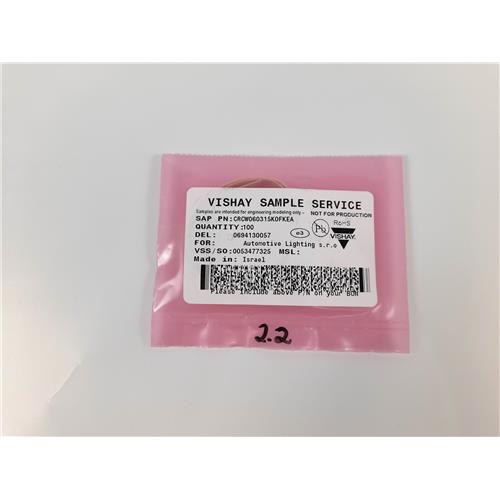 VISHAY SAMPLE SERVICE
Samples are intended for engineering modeling only - NOT FOR PRODUCTION
SAP PN:CRCW060315K0FKEA
QUANTITY:100
DEL: 0694130057
FOR: Automotive Lighting s.r.o
VSS/SO:0053477325 MSL:
Made in: Israel
e3
Pb
RoHS
VISHAY
Please include above P/N on your BOM
2.2